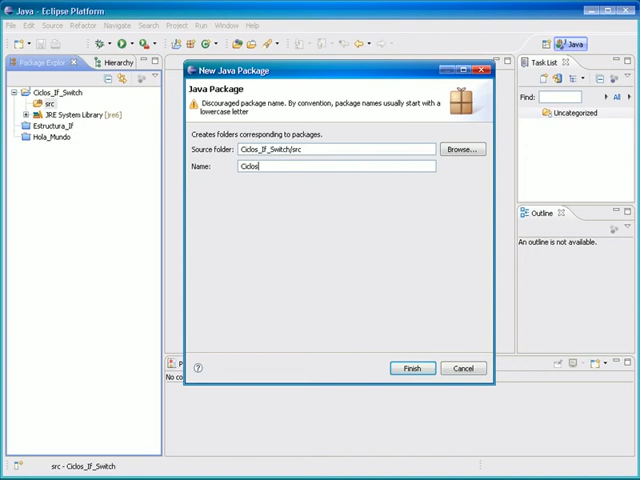 Java - Eclipse Platform
File Edit Source Refactor Navigate Search Project Run Window Help
Java
Package Explor
Hierarchy
Ciclos_If_Switch
src
JRE System Library [jre6]
Estructura_If
Hola_Mundo
New Java Package
Java Package
Discouraged package name. By convention, package names usually start with a
lowercase letter
Creates folders corresponding to packages.
Source folder: Ciclos_If_Switch/src Browse...
Name: Ciclos
Finish Cancel
Task List
Find: All
Uncategorized
Outline
An outline is not available.
src - Ciclos_If_Switch